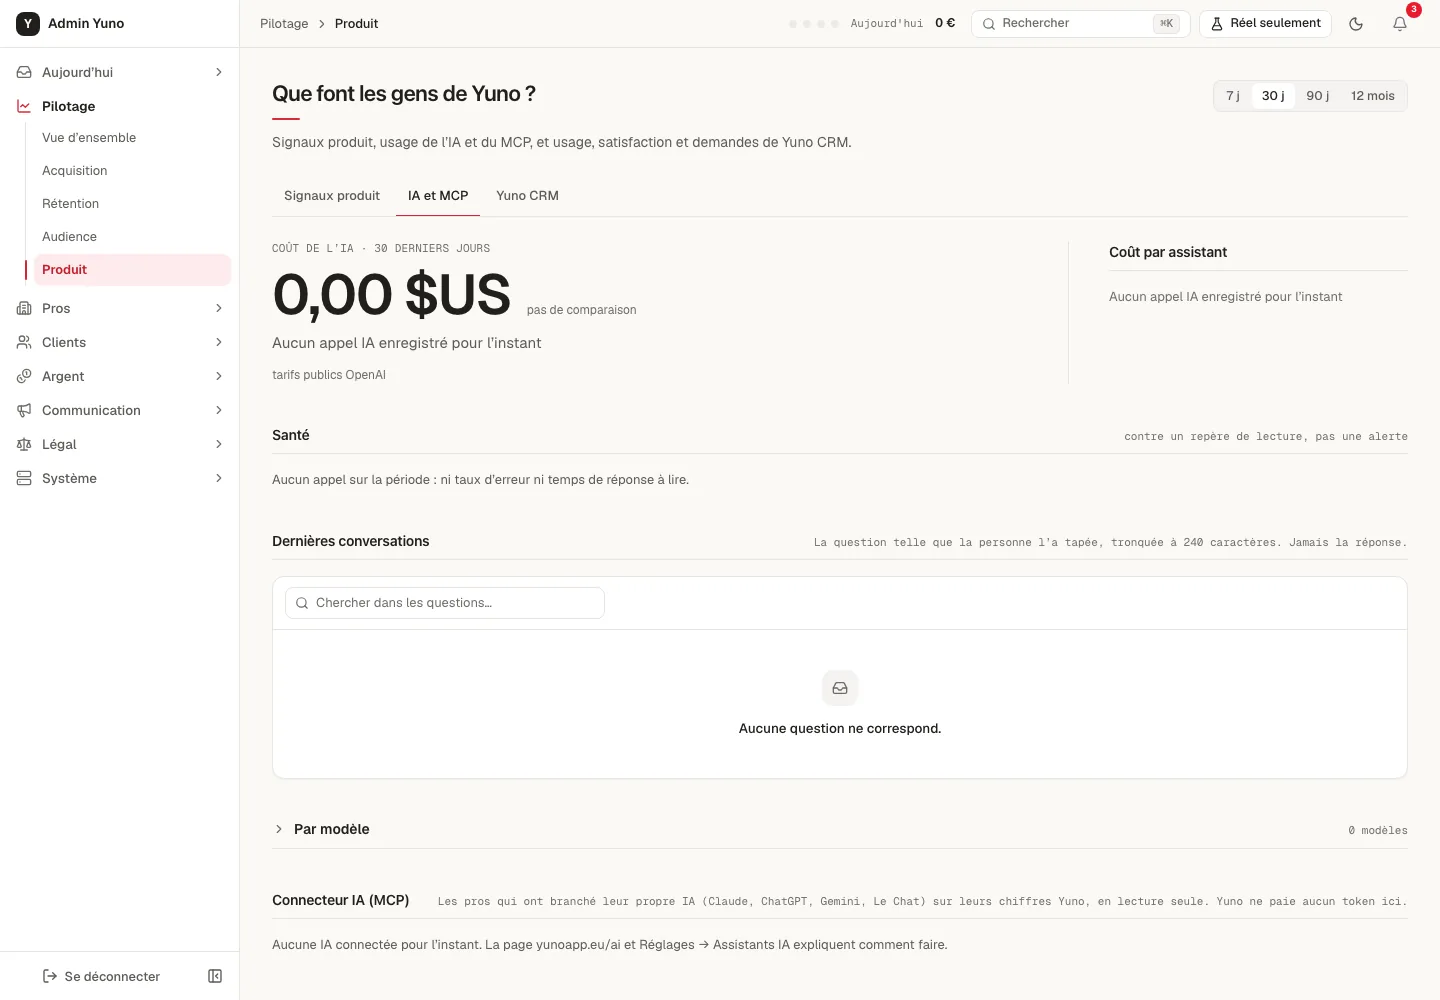 Y Admin Yuno
Pilotage > Produit
Aujourd'hui 0 €
Rechercher ⌘K
Réel seulement
3
Aujourd’hui
Pilotage
Vue d’ensemble
Acquisition
Rétention
Audience
Produit
Pros
Clients
Argent
Communication
Légal
Système
Se déconnecter
Que font les gens de Yuno ?
7 j 30 j 90 j 12 mois
Signaux produit, usage de l’IA et du MCP, et usage, satisfaction et demandes de Yuno CRM.
Signaux produit IA et MCP Yuno CRM
COÛT DE L'IA · 30 DERNIERS JOURS
0,00 $US pas de comparaison
Aucun appel IA enregistré pour l’instant
tarifs publics OpenAI
Coût par assistant
Aucun appel IA enregistré pour l’instant
Santé contre un repère de lecture, pas une alerte
Aucun appel sur la période : ni taux d’erreur ni temps de réponse à lire.
Dernières conversations La question telle que la personne l’a tapée, tronquée à 240 caractères. Jamais la réponse.
Chercher dans les questions…
Aucune question ne correspond.
Par modèle 0 modèles
Connecteur IA (MCP) Les pros qui ont branché leur propre IA (Claude, ChatGPT, Gemini, Le Chat) sur leurs chiffres Yuno, en lecture seule. Yuno ne paie aucun token ici.
Aucune IA connectée pour l’instant. La page yunoapp.eu/ai et Réglages → Assistants IA expliquent comment faire.